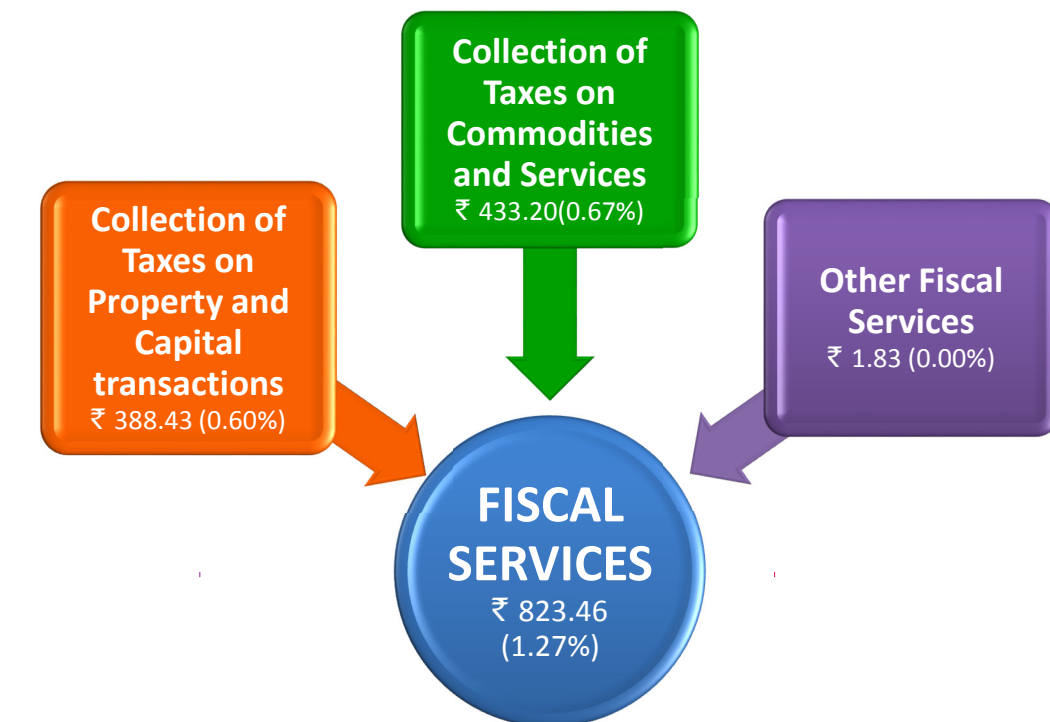 Collection of
Taxes on
Commodities
and Services
₹ 433.20(0.67%)
Collection of
Taxes on
Property and
Capital
transactions
₹ 388.43 (0.60%)
Other Fiscal
Services
₹ 1.83 (0.00%)
FISCAL
SERVICES
₹ 823.46
(1.27%)